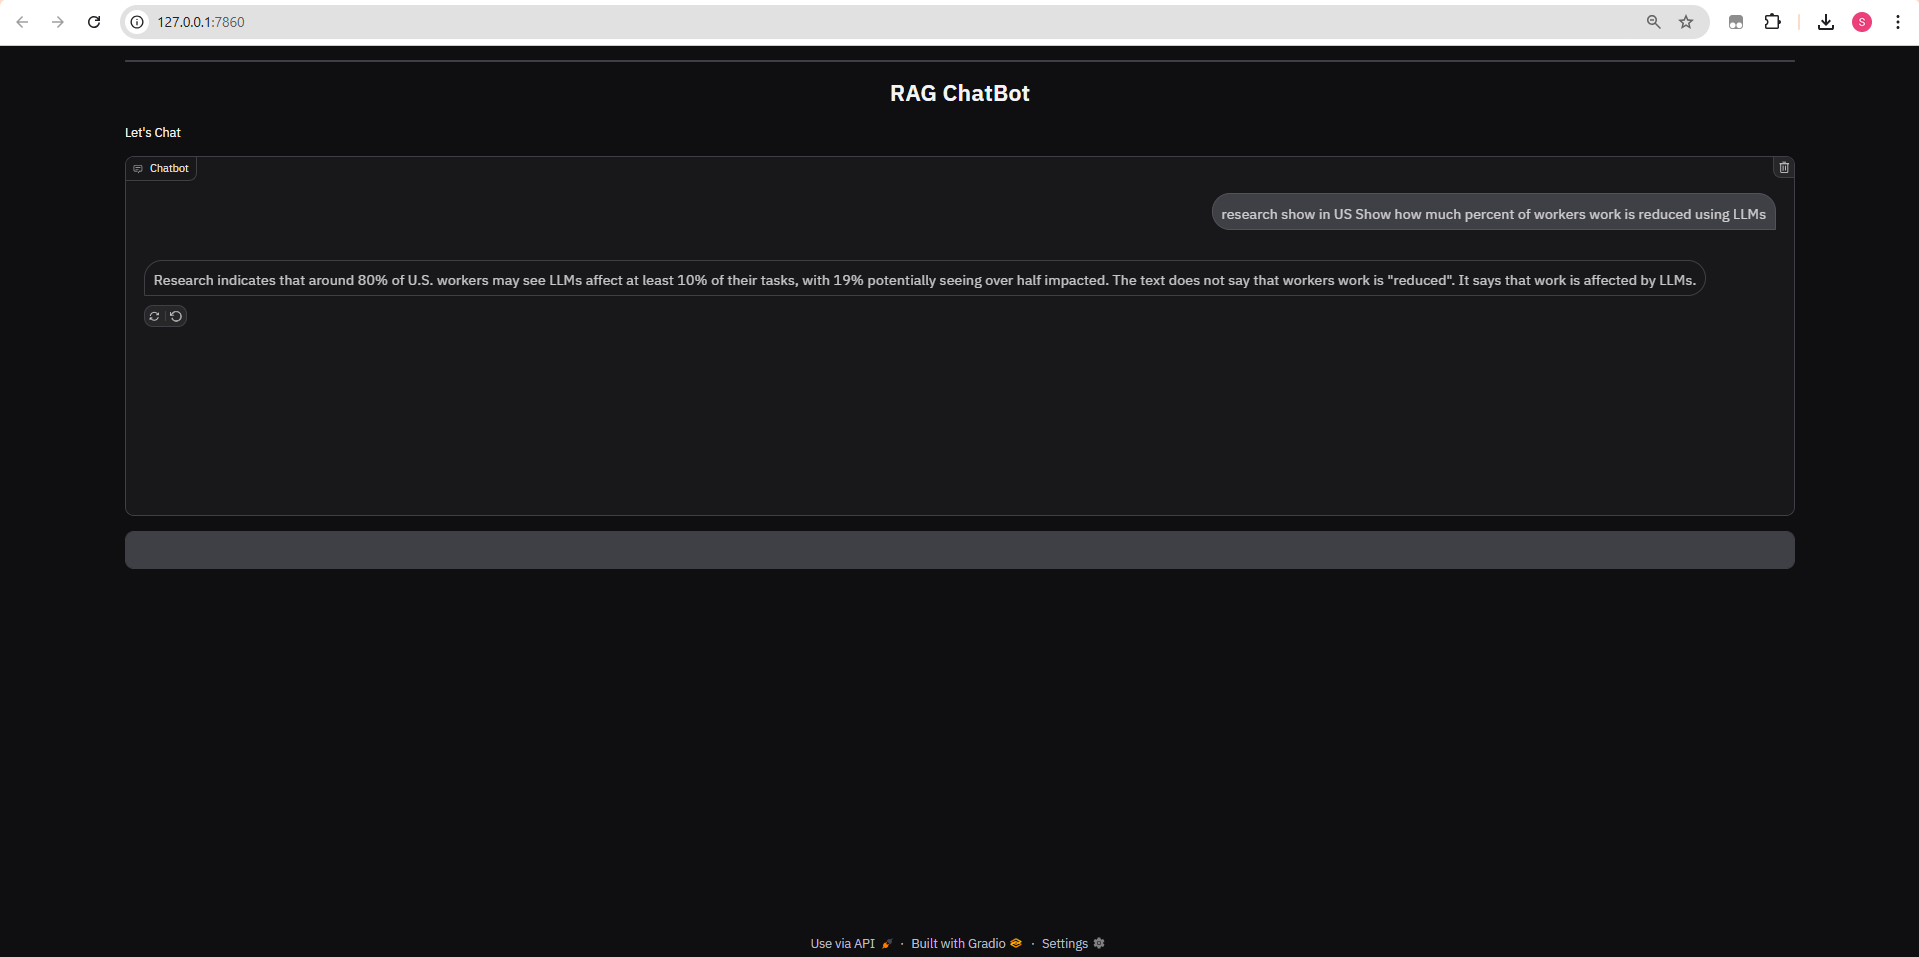 127.0.0.1:7860
S
RAG ChatBot
Let's Chat
Chatbot
research show in US Show how much percent of workers work is reduced using LLMs
Research indicates that around 80% of U.S. workers may see LLMs affect at least 10% of their tasks, with 19% potentially seeing over half impacted. The text does not say that workers work is "reduced". It says that work is affected by LLMs.
Use via API · Built with Gradio · Settings